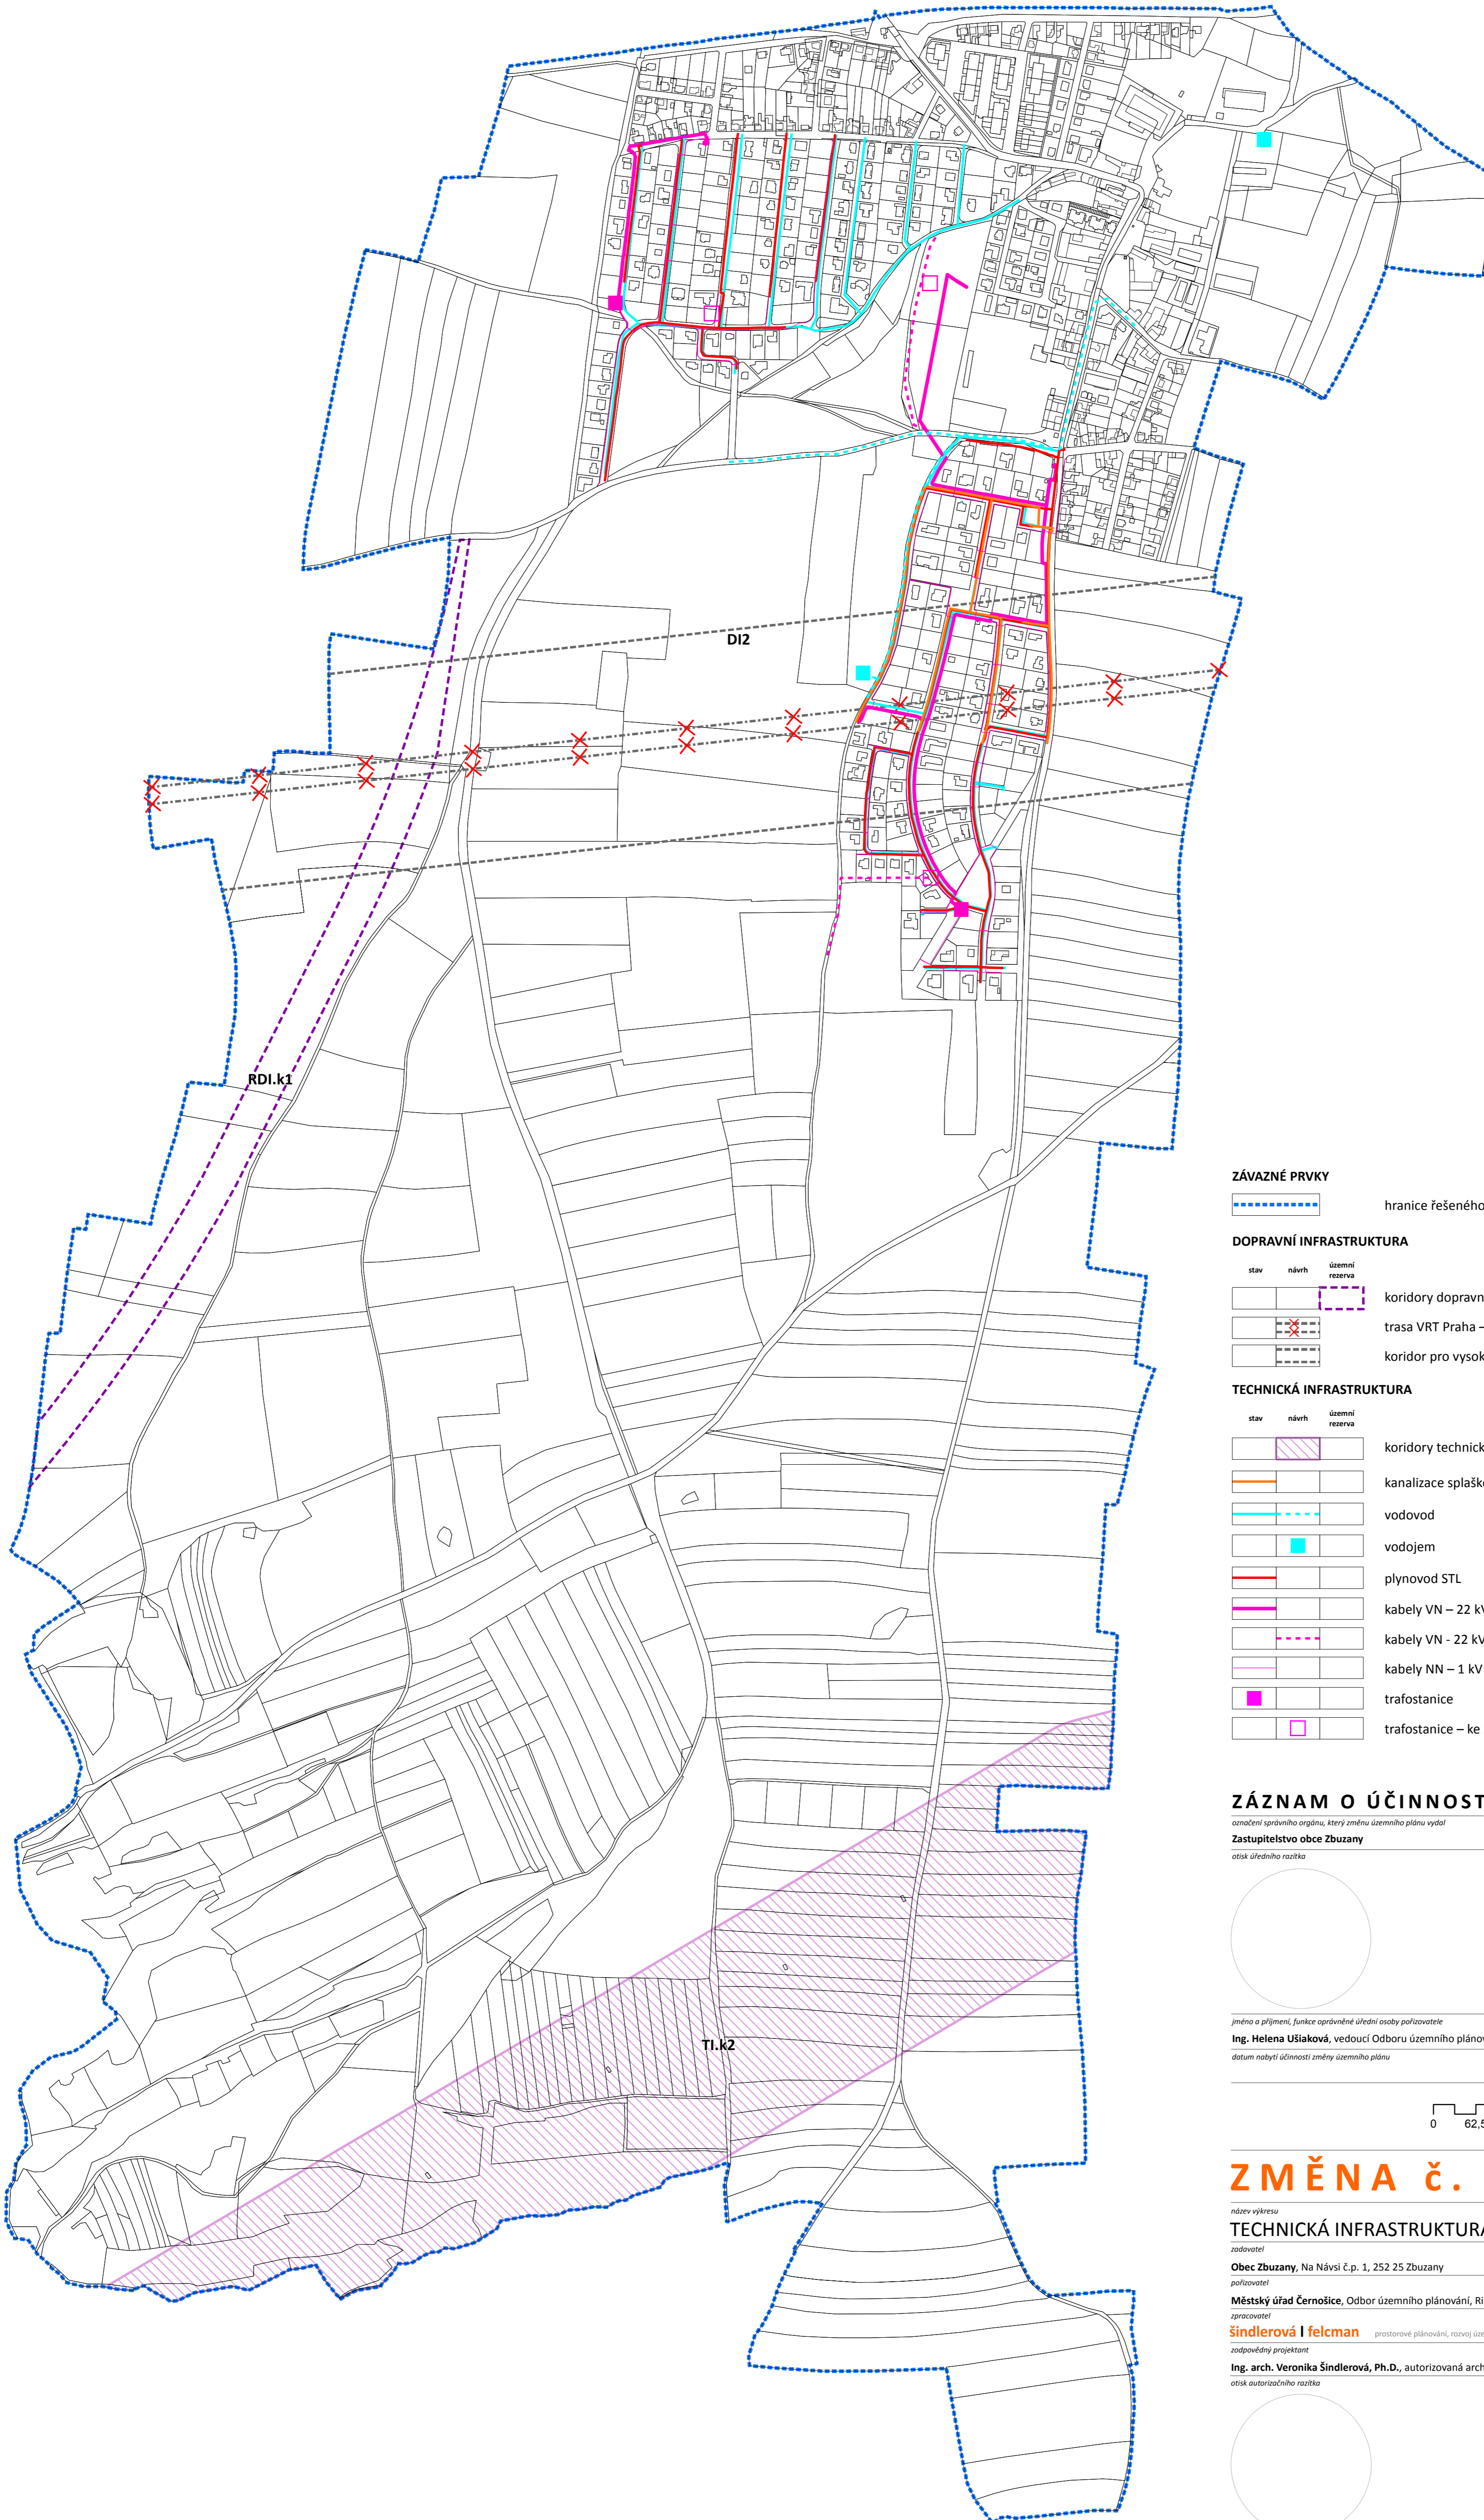 DI2
RDI.k1
TI.k2
ZÁVAZNÉ PRVKY
hranice řešeného
DOPRAVNÍ INFRASTRUKTURA
stav návrh územní rezerva
koridory dopravn
trasa VRT Praha –
koridor pro vysok
TECHNICKÁ INFRASTRUKTURA
stav návrh územní rezerva
koridory technick
kanalizace splašk
vodovod
vodojem
plynovod STL
kabely VN – 22 kV
kabely VN - 22 kV
kabely NN – 1 kV
trafostanice
trafostanice – ke
ZÁZNAM O ÚČINNOST
označení správního orgánu, který změnu územního plánu vydal
Zastupitelstvo obce Zbuzany
otisk úředního razítka
jméno a příjmení, funkce oprávněné úřední osoby pořizovatele
Ing. Helena Ušiaková, vedoucí Odboru územního pláno
datum nabytí účinnosti změny územního plánu
0 62,5
ZMĚNA č.
název výkresu
TECHNICKÁ INFRASTRUKTURA
zadavatel
Obec Zbuzany, Na Návsi č.p. 1, 252 25 Zbuzany
pořizovatel
Městský úřad Černošice, Odbor územního plánování, Ri
zpracovatel
šindlerová I felcman prostorové plánování, rozvoj úze
zodpovědný projektant
Ing. arch. Veronika Šindlerová, Ph.D., autorizovaná arch
otisk autorizačního razítka